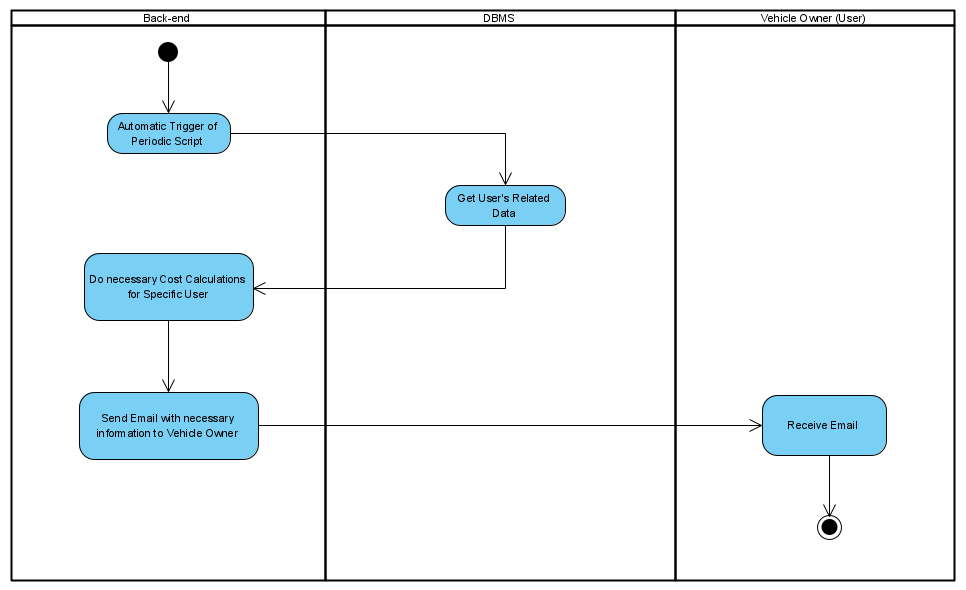 Back-end
DBMS
Vehicle Owner (User)
Automatic Trigger of
Periodic Script
Get User's Related
Data
Do necessary Cost Calculations
for Specific User
Send Email with necessary
information to Vehicle Owner
Receive Email